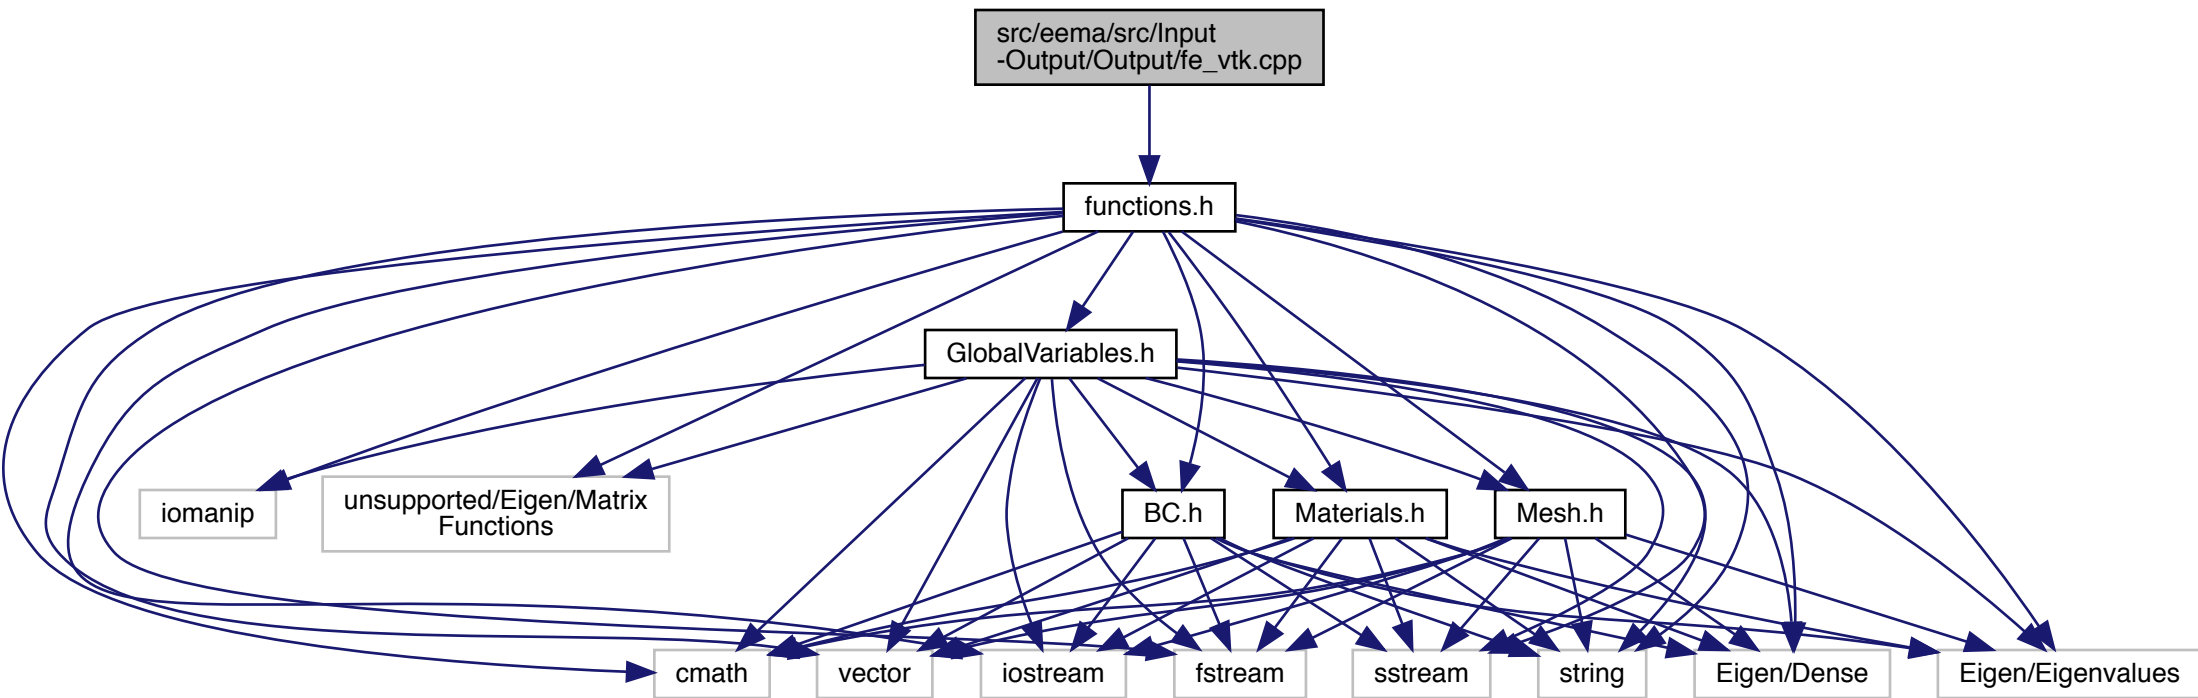 src/eema/src/Input
-Output/Output/fe_vtk.cpp
functions.h
GlobalVariables.h
iomanip
unsupported/Eigen/Matrix
Functions
BC.h
Materials.h
Mesh.h
cmath
vector
iostream
fstream
sstream
string
Eigen/Dense
Eigen/Eigenvalues